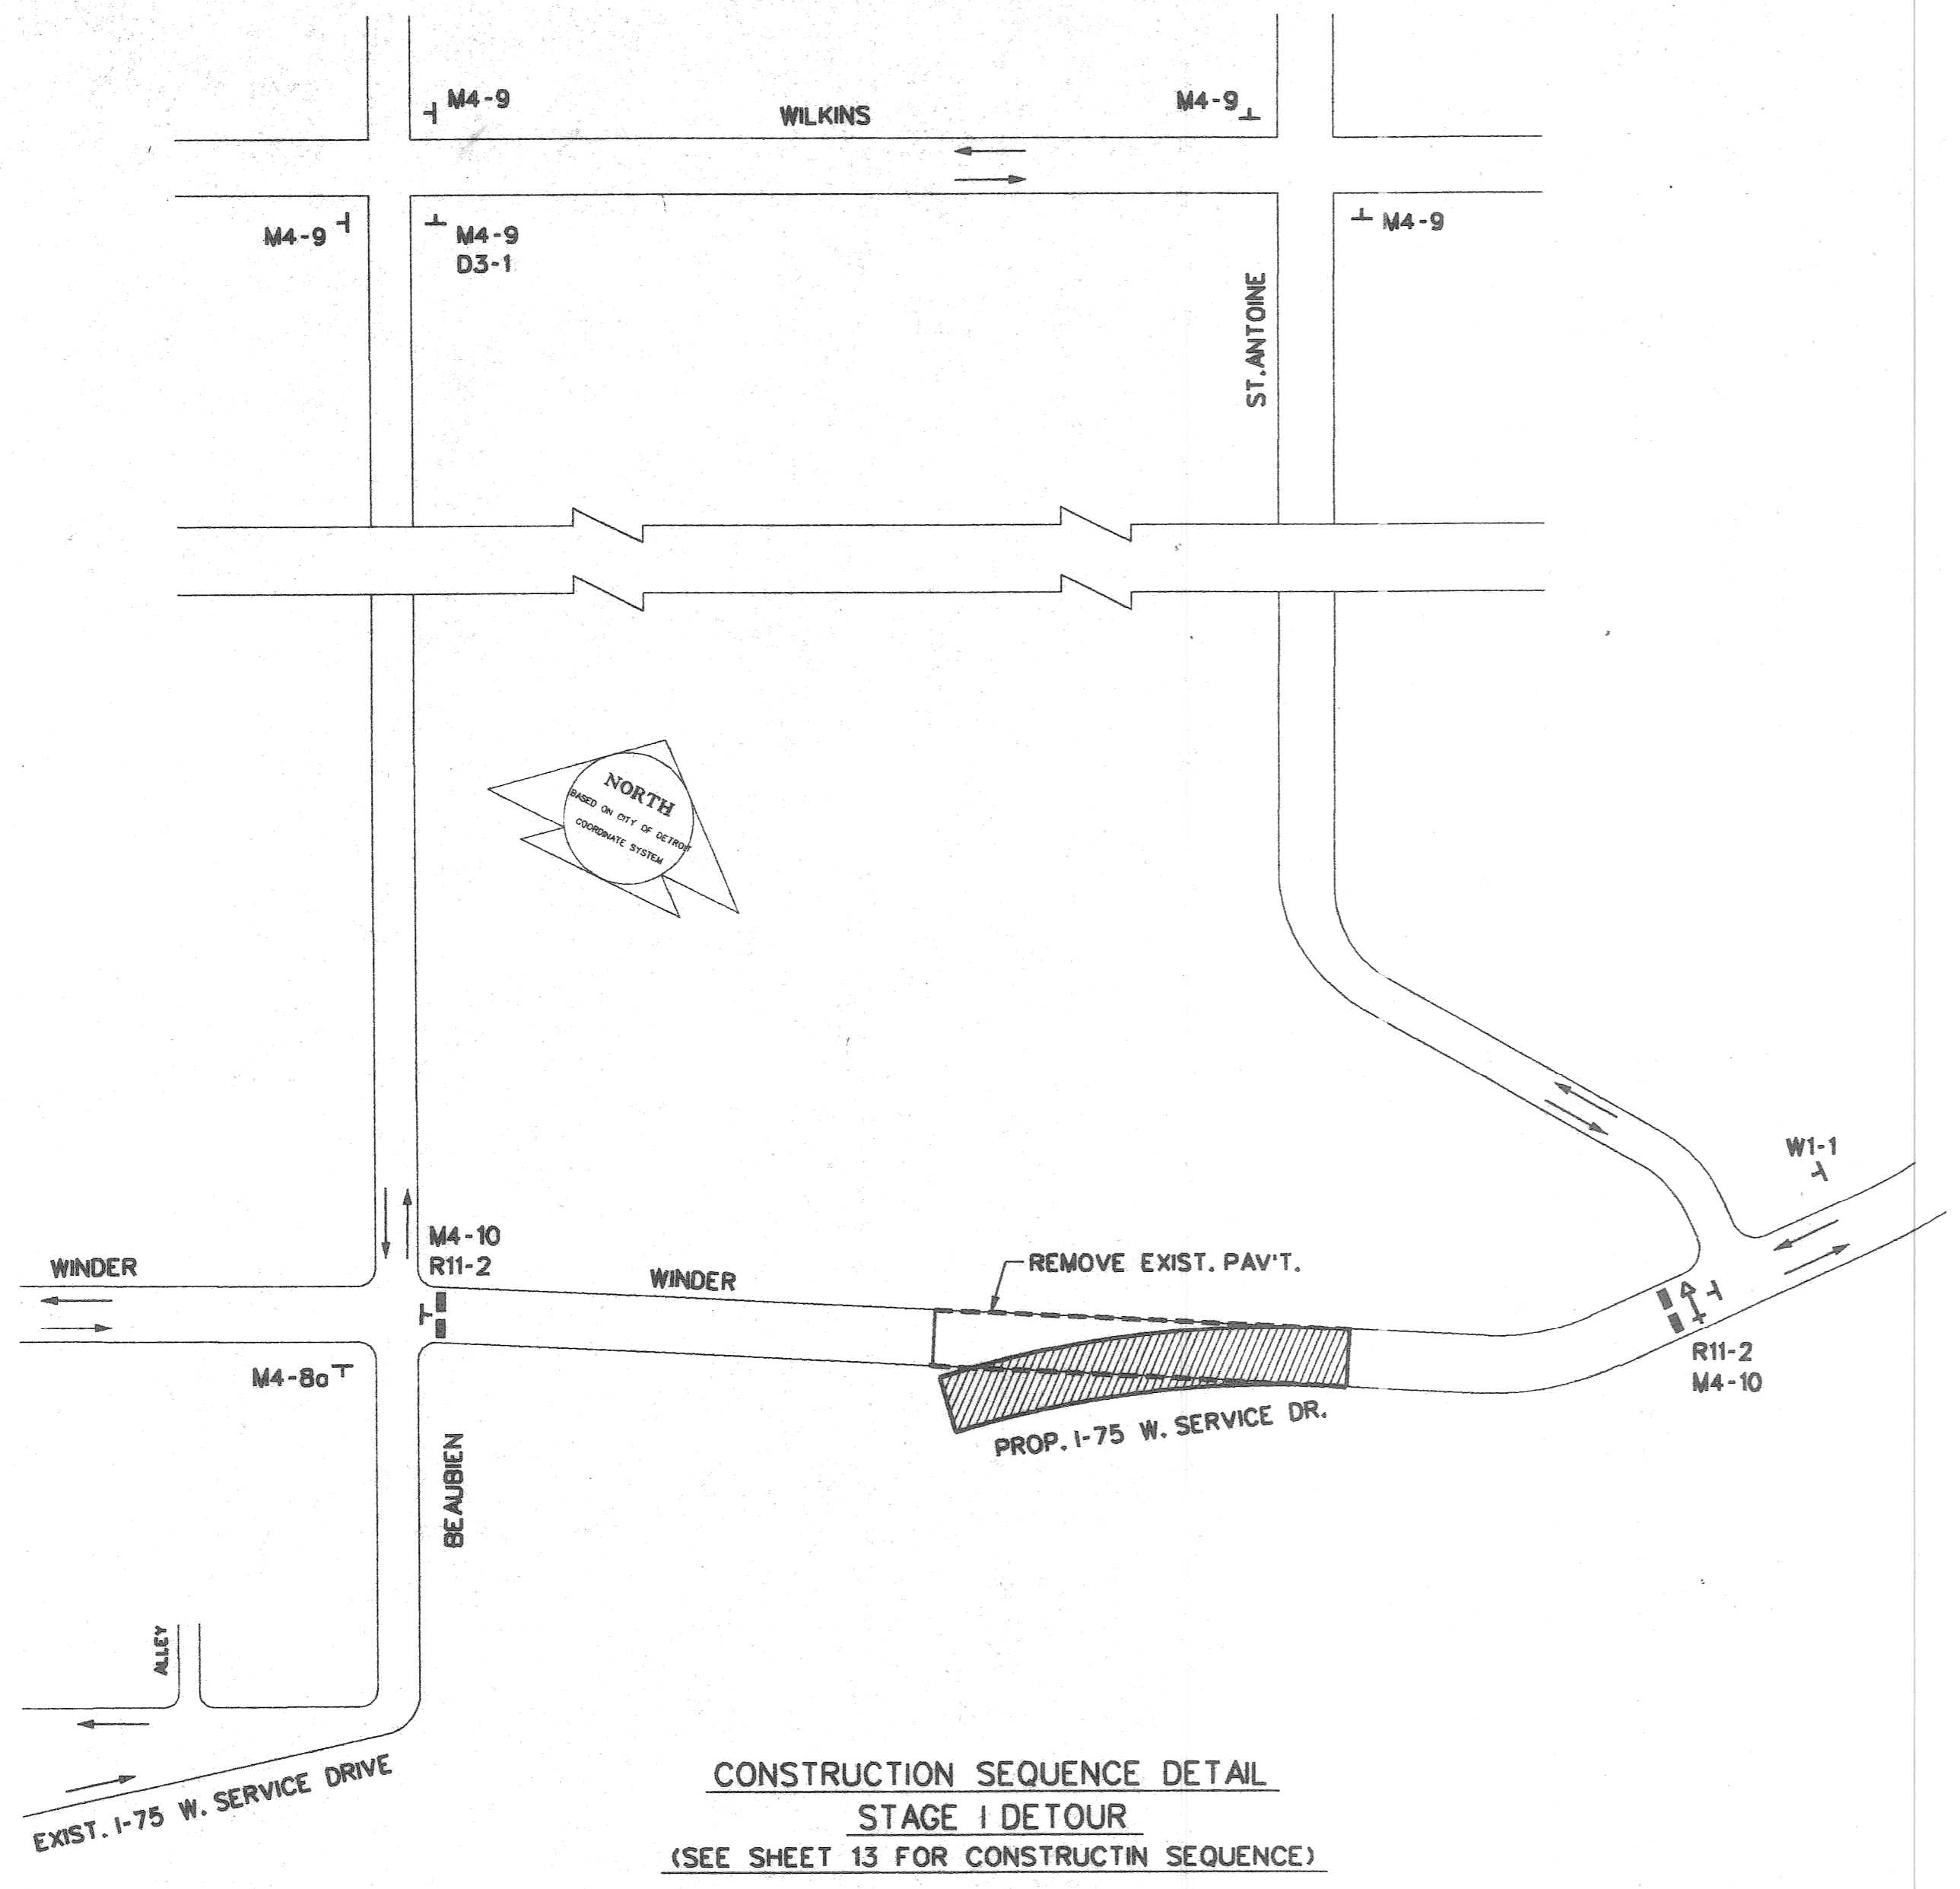 M4-9
WILKINS
M4-9
M4-9
M4-9
D3-1
M4-9
ST. ANTOINE
NORTH
BASED ON CITY OF DETROIT
COORDINATE SYSTEM
W1-1
M4-10
R11-2
WINDER
WINDER
REMOVE EXIST. PAV'T.
M4-8a
R11-2
M4-10
PROP. I-75 W. SERVICE DR.
BEAUBIEN
ALLEY
EXIST. I-75 W. SERVICE DRIVE
CONSTRUCTION SEQUENCE DETAIL
STAGE I DETOUR
(SEE SHEET 13 FOR CONSTRUCTIN SEQUENCE)